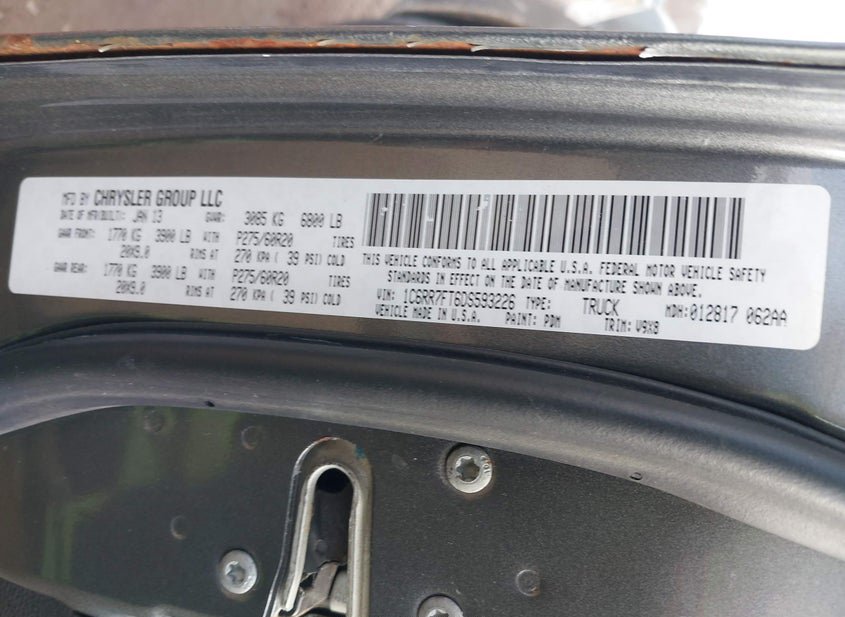 MFD BY CHRYSLER GROUP LLC
DATE OF MFR(BUILT): JAN 13 GVWR: 3085 KG 6800 LB
GAWR FRONT: 1770 KG 3900 LB WITH P275/60R20 TIRES
20X9.0 RIMS AT 270 KPA ( 39 PSI) COLD
GAWR REAR: 1770 KG 3900 LB WITH P275/60R20 TIRES
20X9.0 RIMS AT 270 KPA ( 39 PSI) COLD
THIS VEHICLE CONFORMS TO ALL APPLICABLE U.S.A. FEDERAL MOTOR VEHICLE SAFETY
STANDARDS IN EFFECT ON THE DATE OF MANUFACTURE SHOWN ABOVE.
VIN: 1C6RR7FT6DS593226 TYPE: TRUCK MDH: 012817 062AA
VEHICLE MADE IN U.S.A. PAINT: PDM TRIM: V9X8